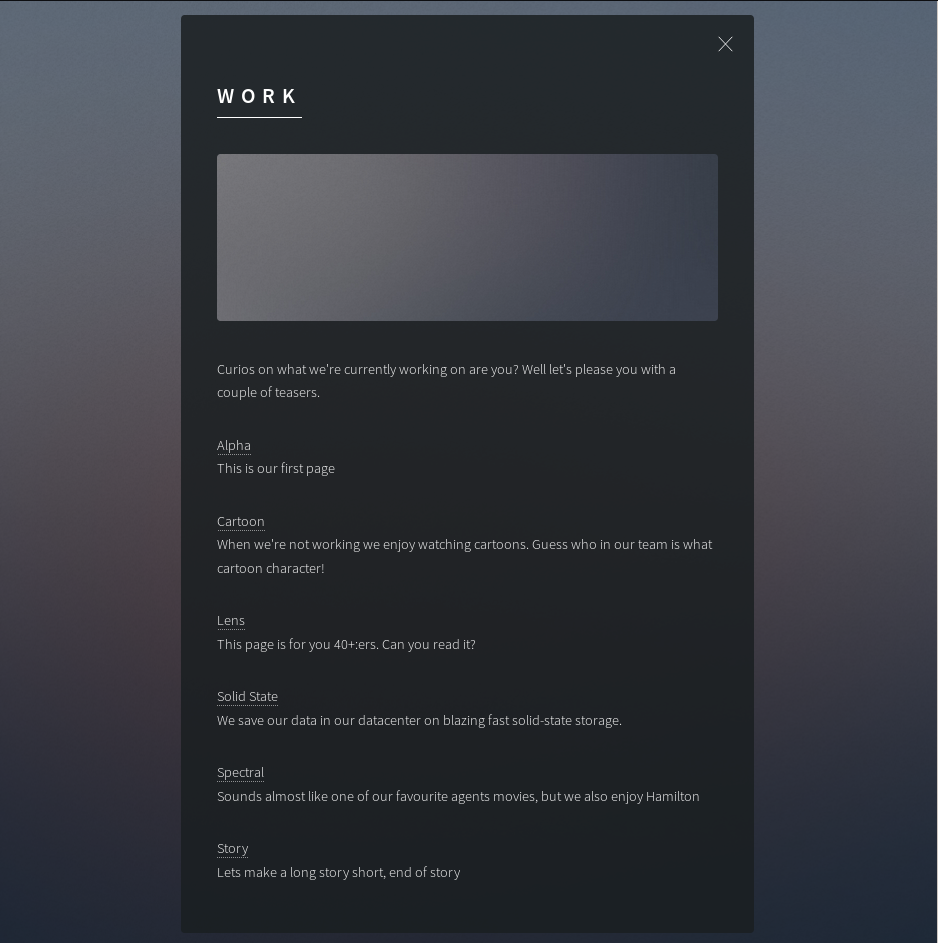 WORK
Curios on what we're currently working on are you? Well let's please you with a
couple of teasers.
Alpha
This is our first page
Cartoon
When we're not working we enjoy watching cartoons. Guess who in our team is what
cartoon character!
Lens
This page is for you 40+:ers. Can you read it?
Solid State
We save our data in our datacenter on blazing fast solid-state storage.
Spectral
Sounds almost like one of our favourite agents movies, but we also enjoy Hamilton
Story
Lets make a long story short, end of story